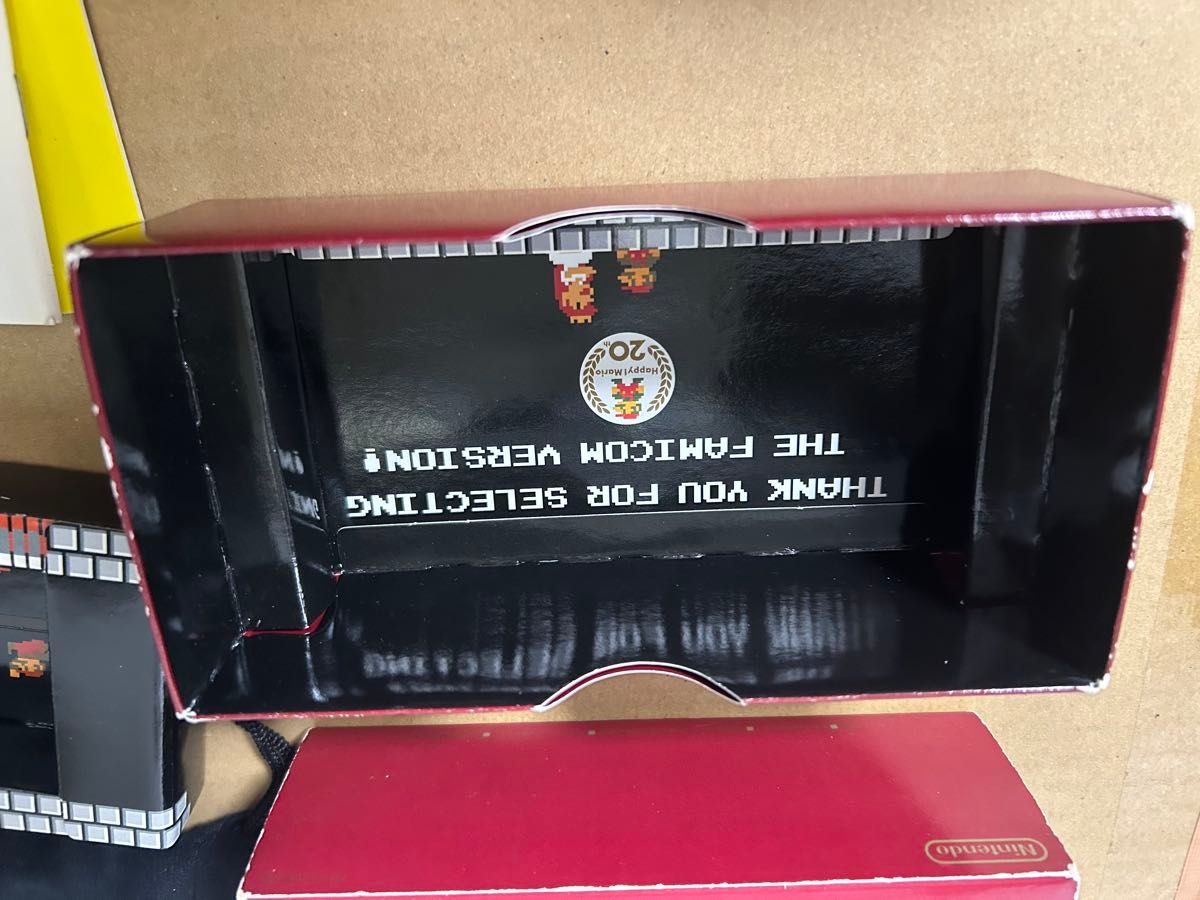 THANK YOU FOR SELECTING
THE FAMICOM VERSION!
Happy! Mario
20th
Nintendo